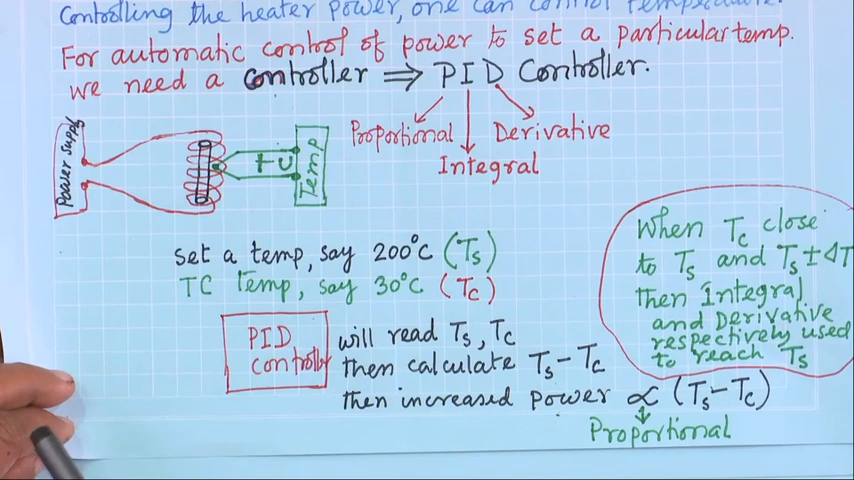 Controlling the heater power, one can control temperature.
For automatic control of power to set a particular temp.
we need a controller ⇒ PID Controller.
Proportional
Integral
Derivative
Power supply
+ U
Temp
set a temp, say 200°C (Ts)
TC Temp, say 30°C (Tc)
PID
controller
will read Ts, Tc
then calculate Ts - Tc
then increased power ∝ (Ts - Tc)
Proportional
When Tc close
to Ts and Ts ± ΔT
then Integral
and Derivative
respectively used
to reach Ts